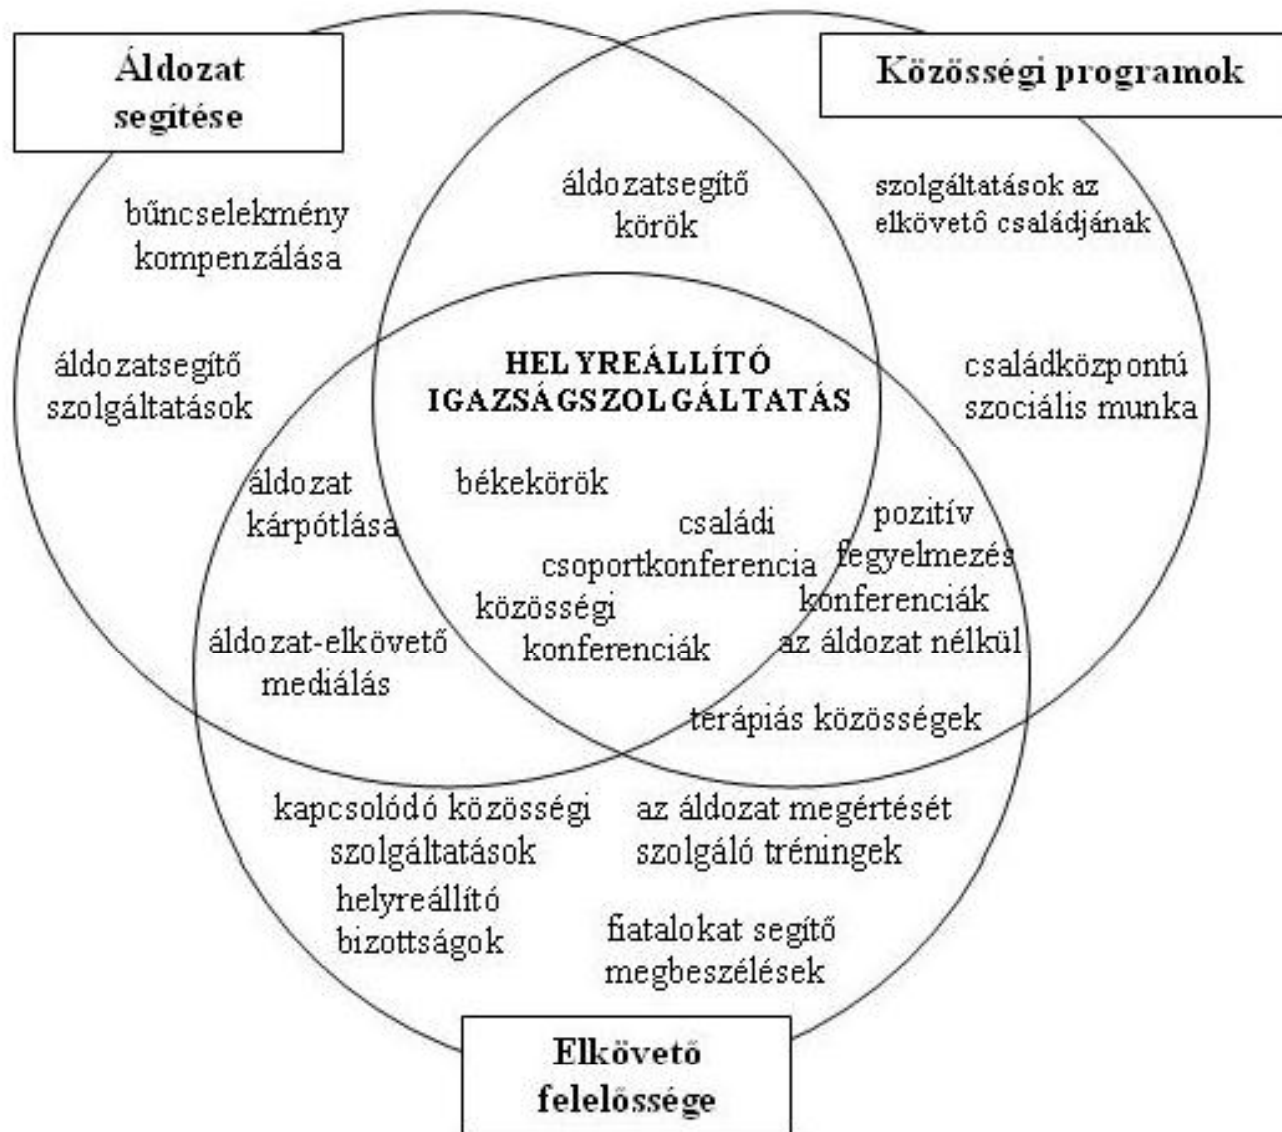 Áldozat
segítése
Közösségi programok
bűncselekmény
kompenzálása
áldozatsegítő
körök
szolgáltatások az
elkövető családjának
áldozatsegítő
szolgáltatások
HELYREÁLLÍTÓ
IGAZSÁGSZOLGÁLTATÁS
családközpontú
szociális munka
áldozat
kárpótlása
békekörök
családi
csoportkonferencia
közösségi
konferenciák
pozitív
fegyelmezés
konferenciák
az áldozat nélkül
áldozat-elkövető
mediálás
terápiás közösségek
kapcsolódó közösségi
szolgáltatások
az áldozat megértését
szolgáló tréningek
helyreállító
bizottságok
fiatalokat segítő
megbeszélések
Elkövető
felelőssége